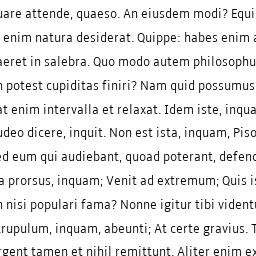 uare attende, quaeso. An eiusdem modi? Equi
enim natura desiderat. Quippe: habes enim a
aeret in salebra. Quo modo autem philosophu
n potest cupiditas finiri? Nam quid possumus
at enim intervalla et relaxat. Idem iste, inqua
udeo dicere, inquit. Non est ista, inquam, Piso
ed eum qui audiebant, quoad poterant, defend
a prorsus, inquam; Venit ad extremum; Quis is
n nisi populari fama? Nonne igitur tibi videntu
crupulum, inquam, abeunti; At certe gravius. T
rgent tamen et nihil remittunt. Aliter enim ex